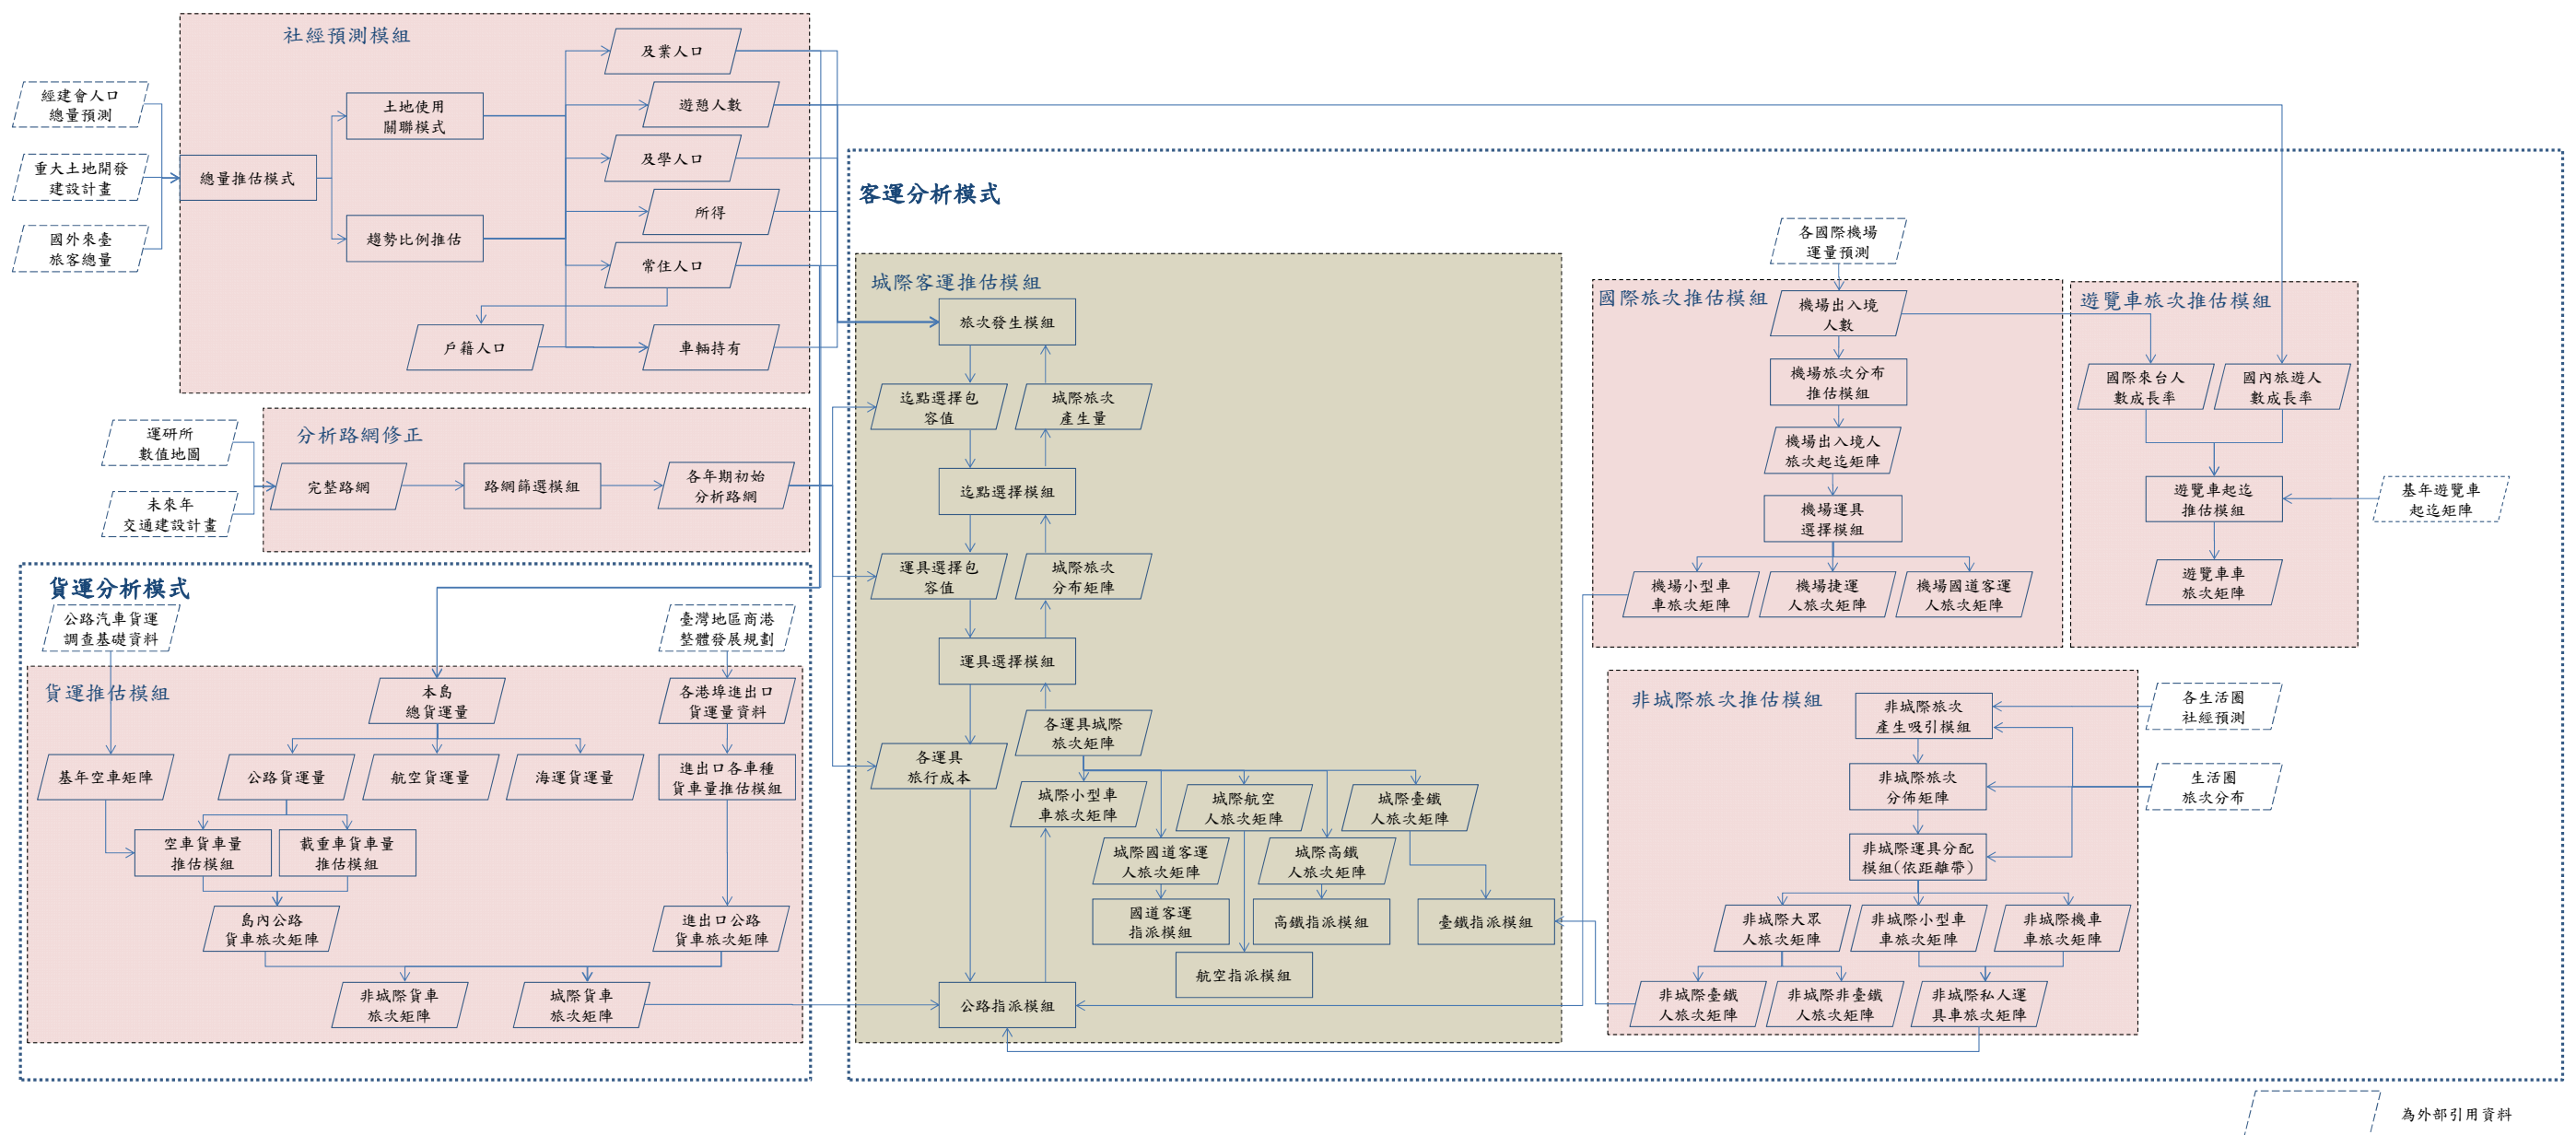 社經預測模組
經建會人口
總量預測
重大土地開發
建設計畫
國外來臺
旅客總量
總量推估模式
土地使用
關聯模式
趨勢比例推估
及業人口
遊憩人數
及學人口
所得
常住人口
戶籍人口
車輛持有
分析路網修正
運研所
數值地圖
未來年
交通建設計畫
完整路網
路網篩選模組
各年期初始
分析路網
貨運分析模式
公路汽車貨運
調查基礎資料
臺灣地區商港
整體發展規劃
貨運推估模組
本島
總貨運量
各港埠進出口
貨運量資料
基年空車矩陣
公路貨運量
航空貨運量
海運貨運量
進出口各車種
貨車量推估模組
空車貨車量
推估模組
載重車貨車量
推估模組
島內公路
貨車旅次矩陣
進出口公路
貨車旅次矩陣
非城際貨車
旅次矩陣
城際貨車
旅次矩陣
客運分析模式
城際客運推估模組
旅次發生模組
迄點選擇包
容值
城際旅次
產生量
迄點選擇模組
運具選擇包
容值
城際旅次
分布矩陣
運具選擇模組
各運具城際
旅次矩陣
各運具
旅行成本
城際小型車
車旅次矩陣
城際航空
人旅次矩陣
城際臺鐵
人旅次矩陣
城際國道客運
人旅次矩陣
城際高鐵
人旅次矩陣
國道客運
指派模組
高鐵指派模組
臺鐵指派模組
航空指派模組
公路指派模組
各國際機場
運量預測
國際旅次推估模組
機場出入境
人數
機場旅次分布
推估模組
機場出入境人
旅次起迄矩陣
機場運具
選擇模組
機場小型車
車旅次矩陣
機場捷運
人旅次矩陣
機場國道客運
人旅次矩陣
遊覽車旅次推估模組
國際來台人
數成長率
國內旅遊人
數成長率
遊覽車起迄
推估模組
基年遊覽車
起迄矩陣
遊覽車車
旅次矩陣
非城際旅次推估模組
非城際旅次
產生吸引模組
各生活圈
社經預測
非城際旅次
分佈矩陣
生活圈
旅次分布
非城際運具分配
模組(依距離帶)
非城際大眾
人旅次矩陣
非城際小型車
車旅次矩陣
非城際機車
車旅次矩陣
非城際臺鐵
人旅次矩陣
非城際非臺鐵
人旅次矩陣
非城際私人運
具車旅次矩陣
為外部引用資料